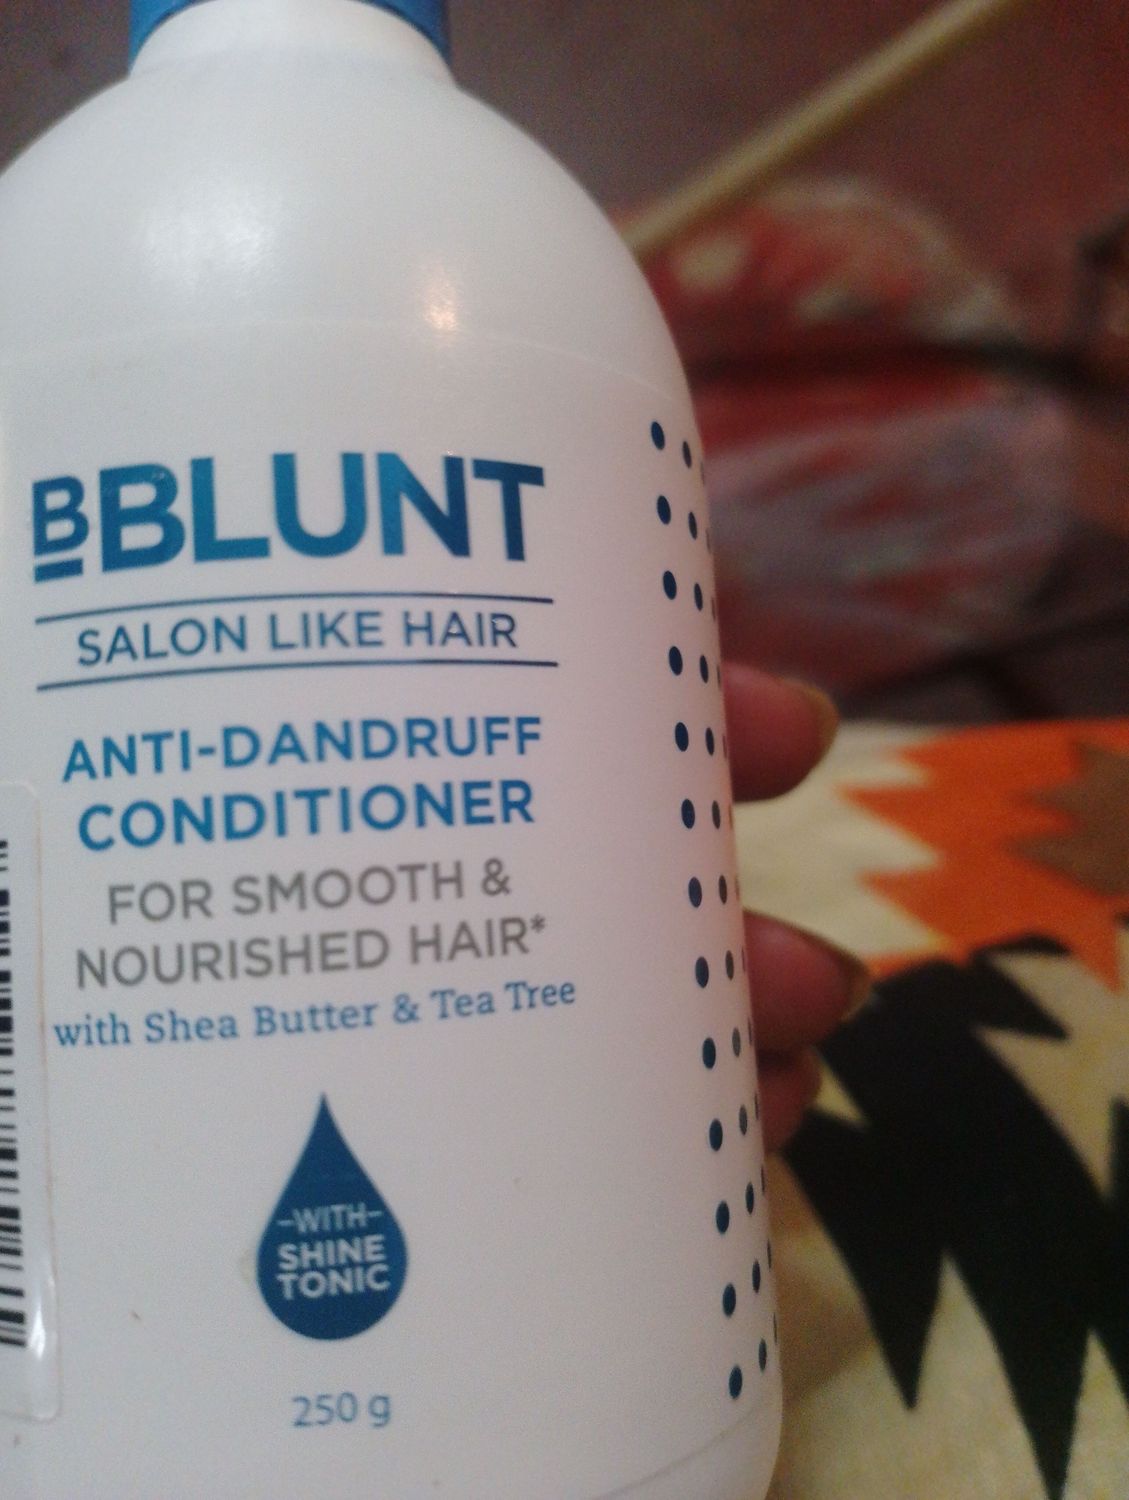 BBLUNT
SALON LIKE HAIR
ANTI-DANDRUFF
CONDITIONER
FOR SMOOTH &
NOURISHED HAIR*
with Shea Butter & Tea Tree
-WITH-
SHINE
TONIC
250 g